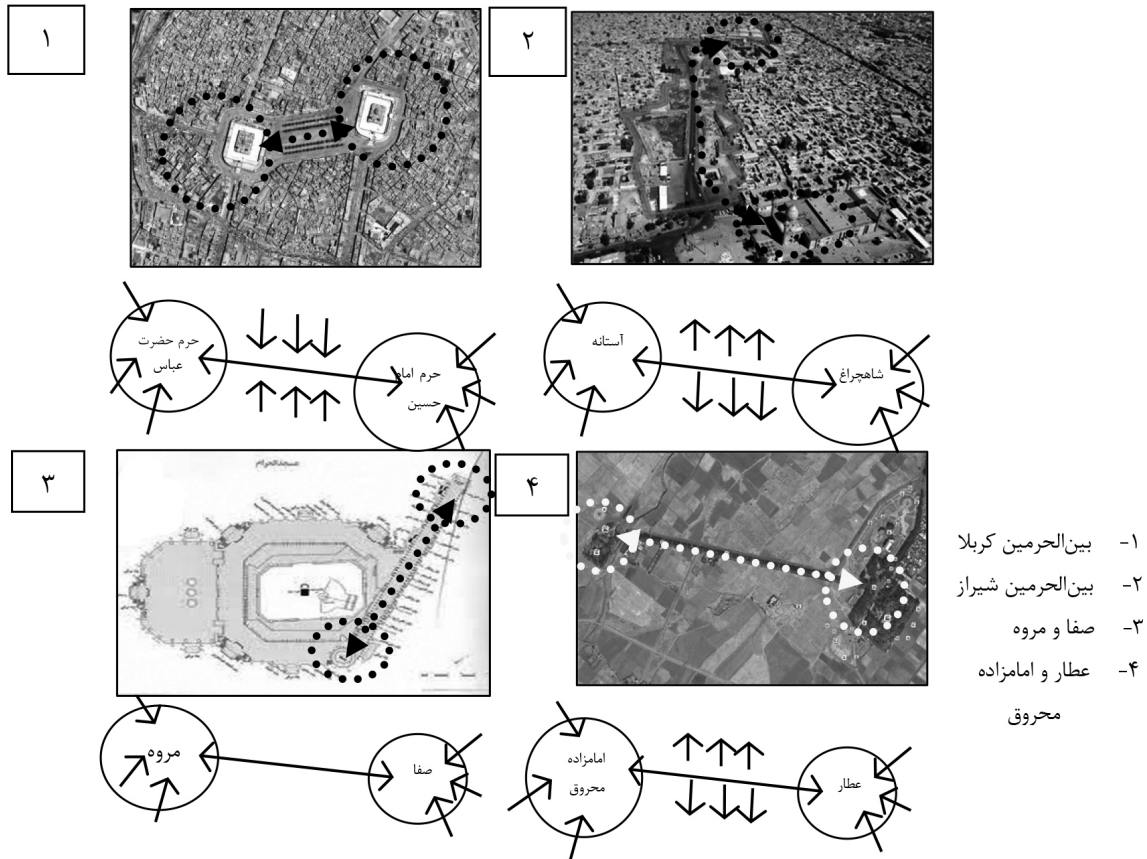 ۱
۲
حرم حضرت
عباس
حرم امام
حسین
آستانه
شاهچراغ
۳
مسجدالحرام
۴
۱- بین‌الحرمین کربلا
۲- بین‌الحرمین شیراز
۳- صفا و مروه
۴- عطار و امامزاده
محروق
مروه
صفا
امامزاده
محروق
عطار